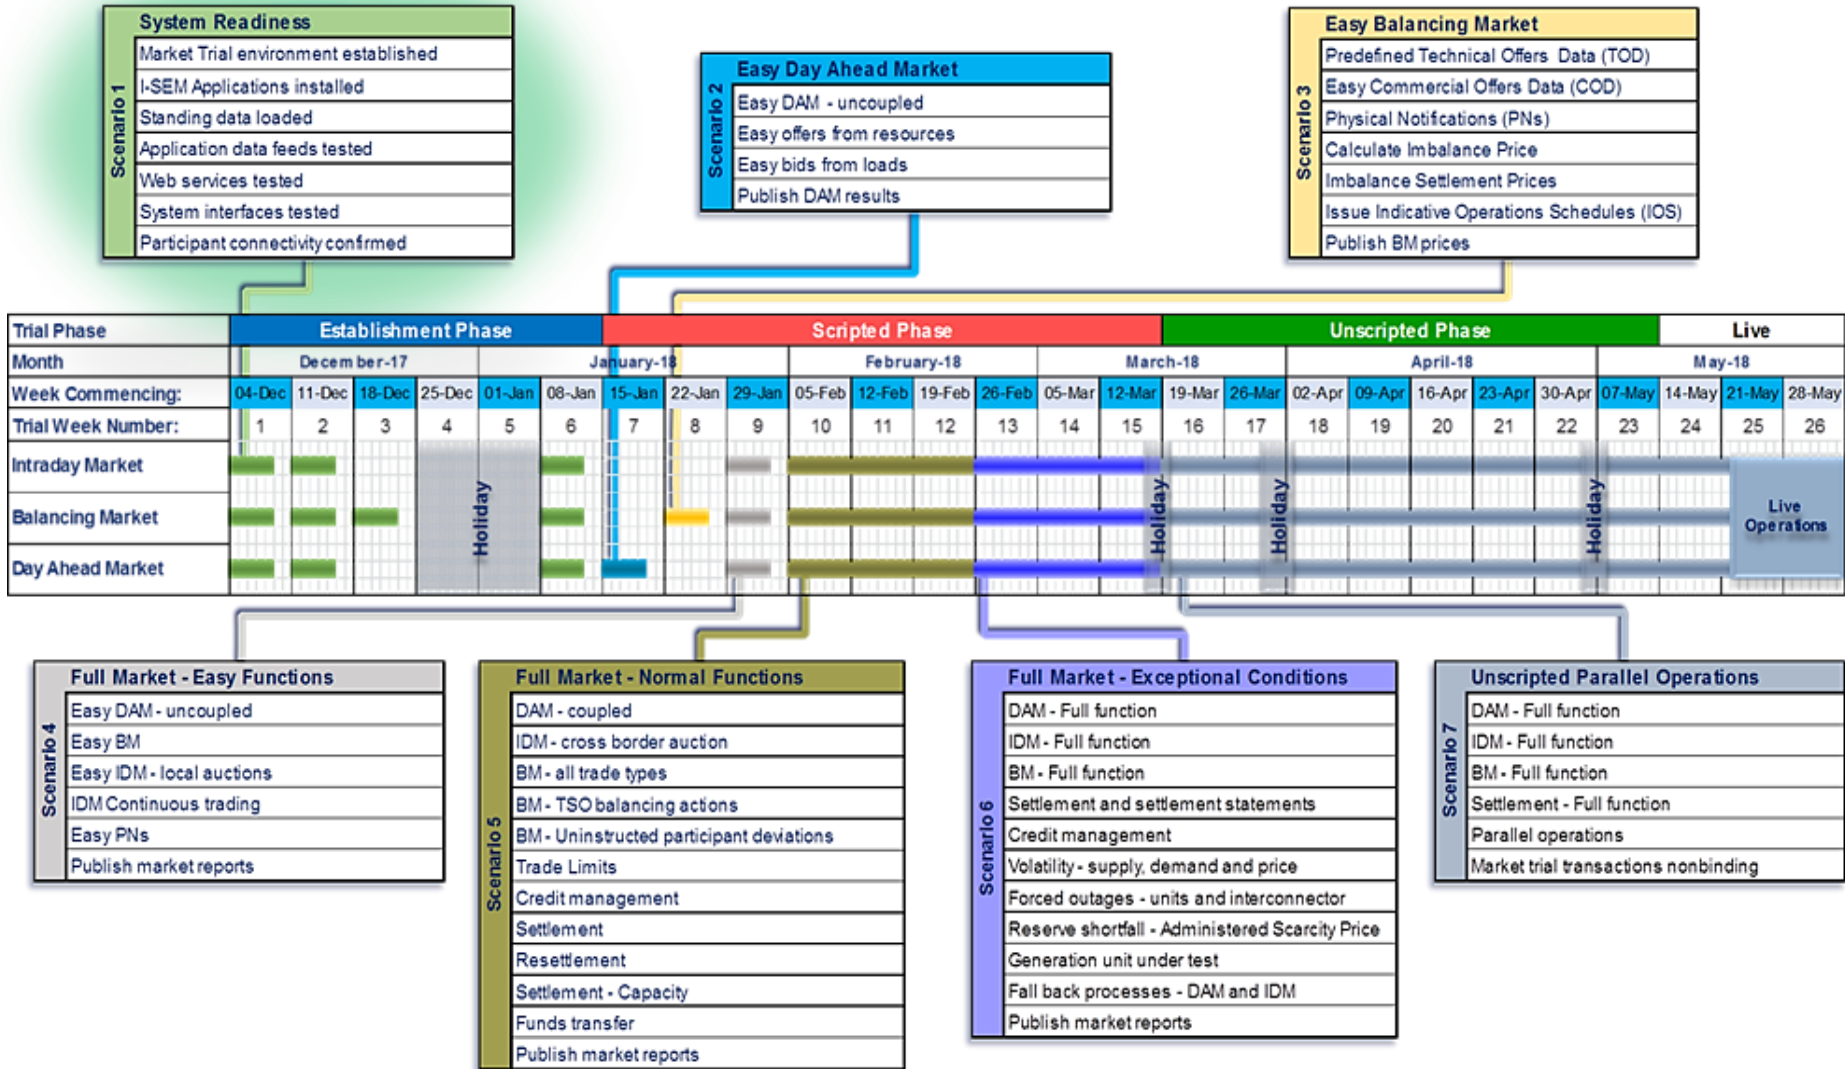 System Readiness
Scenario 1
Market Trial environment established
I-SEM Applications installed
Standing data loaded
Application data feeds tested
Web services tested
System interfaces tested
Participant connectivity confirmed
Easy Day Ahead Market
Scenario 2
Easy DAM - uncoupled
Easy offers from resources
Easy bids from loads
Publish DAM results
Easy Balancing Market
Scenario 3
Predefined Technical Offers Data (TOD)
Easy Commercial Offers Data (COD)
Physical Notifications (PNs)
Calculate Imbalance Price
Imbalance Settlement Prices
Issue Indicative Operations Schedules (IOS)
Publish BM prices
Trial Phase Establishment Phase Scripted Phase Unscripted Phase Live
Month December-17 January-18 February-18 March-18 April-18 May-18
Week Commencing: 04-Dec 11-Dec 18-Dec 25-Dec 01-Jan 08-Jan 15-Jan 22-Jan 29-Jan 05-Feb 12-Feb 19-Feb 26-Feb 05-Mar 12-Mar 19-Mar 26-Mar 02-Apr 09-Apr 16-Apr 23-Apr 30-Apr 07-May 14-May 21-May 28-May
Trial Week Number: 1 2 3 4 5 6 7 8 9 10 11 12 13 14 15 16 17 18 19 20 21 22 23 24 25 26
Intraday Market
Balancing Market
Day Ahead Market
Holiday
Holiday
Holiday
Holiday
Live
Operations
Full Market - Easy Functions
Scenario 4
Easy DAM - uncoupled
Easy BM
Easy IDM - local auctions
IDM Continuous trading
Easy PNs
Publish market reports
Full Market - Normal Functions
Scenario 5
DAM - coupled
IDM - cross border auction
BM - all trade types
BM - TSO balancing actions
BM - Uninstructed participant deviations
Trade Limits
Credit management
Settlement
Resettlement
Settlement - Capacity
Funds transfer
Publish market reports
Full Market - Exceptional Conditions
Scenario 6
DAM - Full function
IDM - Full function
BM - Full function
Settlement and settlement statements
Credit management
Volatility - supply, demand and price
Forced outages - units and interconnector
Reserve shortfall - Administered Scarcity Price
Generation unit under test
Fall back processes - DAM and IDM
Publish market reports
Unscripted Parallel Operations
Scenario 7
DAM - Full function
IDM - Full function
BM - Full function
Settlement - Full function
Parallel operations
Market trial transactions nonbinding